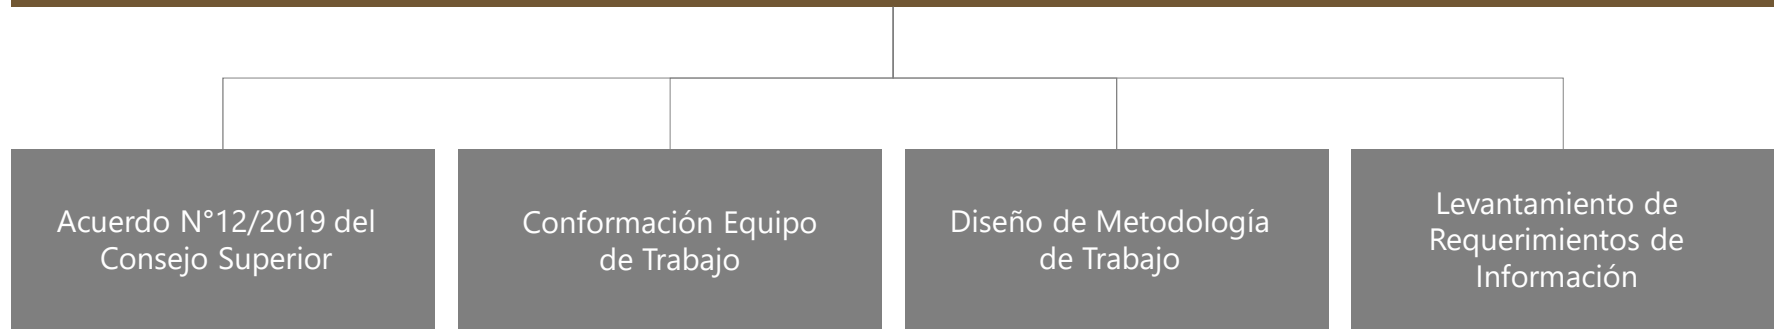 Acuerdo N°12/2019 del
Consejo Superior
Conformación Equipo
de Trabajo
Diseño de Metodología
de Trabajo
Levantamiento de
Requerimientos de
Información